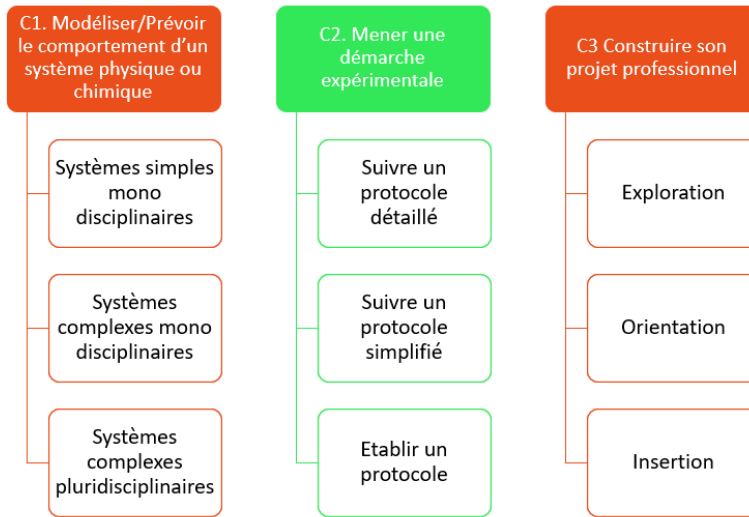 C1. Modéliser/Prévoir
le comportement d'un
système physique ou
chimique
Systèmes simples
mono
disciplinaires
Systèmes
complexes mono
disciplinaires
Systèmes
complexes
pluridisciplinaires
C2. Mener une
démarche
expérimentale
Suivre un
protocole
détaillé
Suivre un
protocole
simplifié
Etablir un
protocole
C3 Construire son
projet professionnel
Exploration
Orientation
Insertion